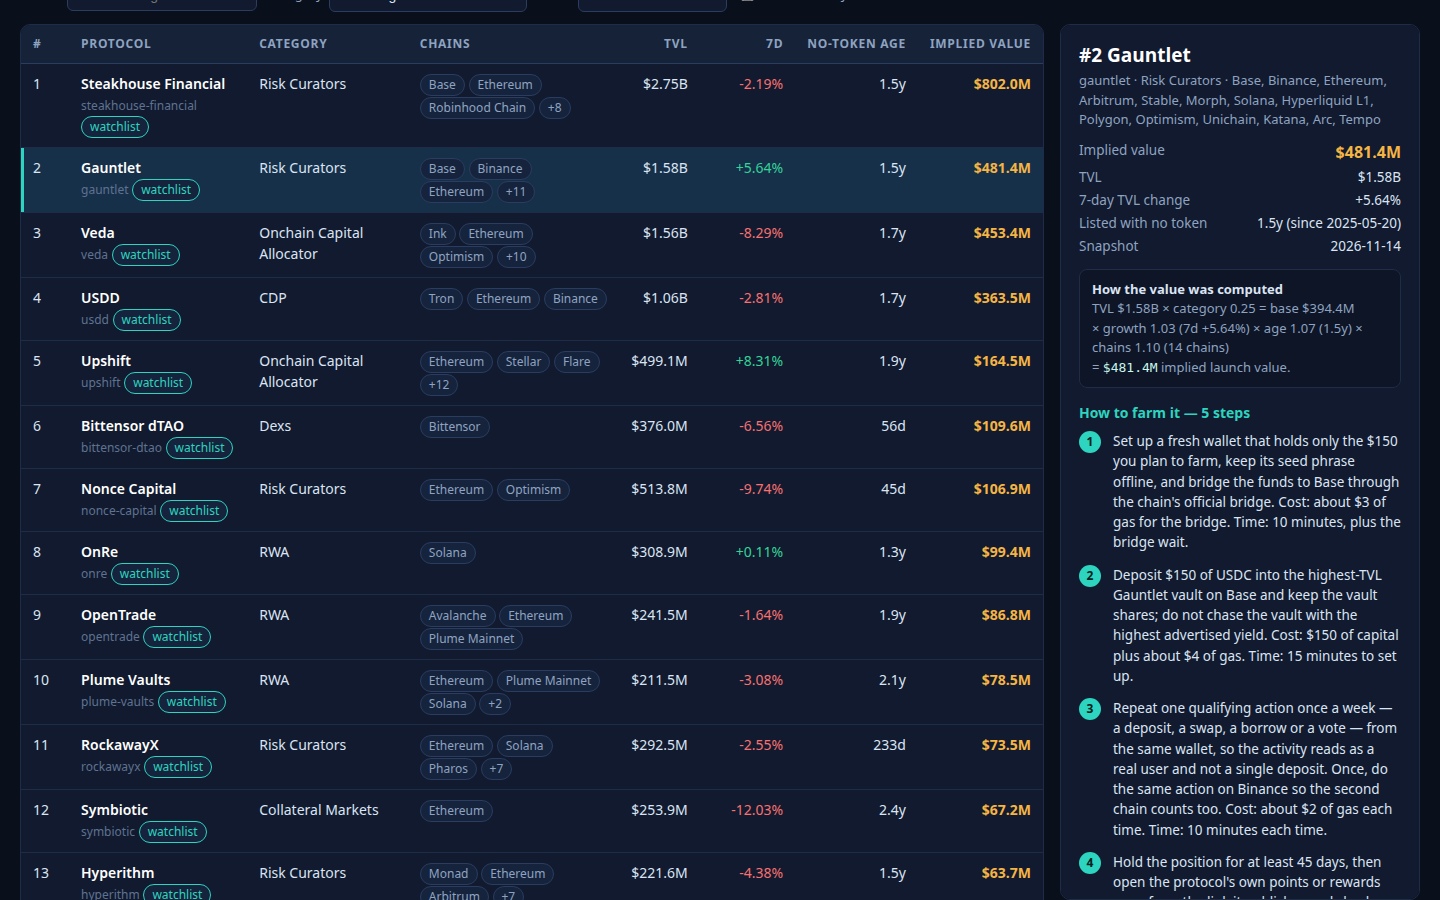 # PROTOCOL CATEGORY CHAINS TVL 7D NO-TOKEN AGE IMPLIED VALUE
1 Steakhouse Financial Risk Curators Base Ethereum $2.75B -2.19% 1.5y $802.0M
steakhouse-financial Robinhood Chain +8
watchlist
2 Gauntlet Risk Curators Base Binance $1.58B +5.64% 1.5y $481.4M
gauntlet watchlist Ethereum +11
3 Veda Onchain Capital Ink Ethereum $1.56B -8.29% 1.7y $453.4M
veda watchlist Allocator Optimism +10
4 USDD CDP Tron Ethereum Binance $1.06B -2.81% 1.7y $363.5M
usdd watchlist
5 Upshift Onchain Capital Ethereum Stellar Flare $499.1M +8.31% 1.9y $164.5M
upshift watchlist Allocator +12
6 Bittensor dTAO Dexs Bittensor $376.0M -6.56% 56d $109.6M
bittensor-dtao watchlist
7 Nonce Capital Risk Curators Ethereum Optimism $513.8M -9.74% 45d $106.9M
nonce-capital watchlist
8 OnRe RWA Solana $308.9M +0.11% 1.3y $99.4M
onre watchlist
9 OpenTrade RWA Avalanche Ethereum $241.5M -1.64% 1.9y $86.8M
opentrade watchlist Plume Mainnet
10 Plume Vaults RWA Ethereum Plume Mainnet $211.5M -3.08% 2.1y $78.5M
plume-vaults watchlist Solana +2
11 RockawayX Risk Curators Ethereum Solana $292.5M -2.55% 233d $73.5M
rockawayx watchlist Pharos +7
12 Symbiotic Collateral Markets Ethereum $253.9M -12.03% 2.4y $67.2M
symbiotic watchlist
13 Hyperithm Risk Curators Monad Ethereum $221.6M -4.38% 1.5y $63.7M
hyperithm watchlist Arbitrum +7
#2 Gauntlet
gauntlet · Risk Curators · Base, Binance, Ethereum,
Arbitrum, Stable, Morph, Solana, Hyperliquid L1,
Polygon, Optimism, Unichain, Katana, Arc, Tempo
Implied value $481.4M
TVL $1.58B
7-day TVL change +5.64%
Listed with no token 1.5y (since 2025-05-20)
Snapshot 2026-11-14
How the value was computed
TVL $1.58B × category 0.25 = base $394.4M
× growth 1.03 (7d +5.64%) × age 1.07 (1.5y) ×
chains 1.10 (14 chains)
= $481.4M implied launch value.
How to farm it — 5 steps
1 Set up a fresh wallet that holds only the $150
you plan to farm, keep its seed phrase
offline, and bridge the funds to Base through
the chain's official bridge. Cost: about $3 of
gas for the bridge. Time: 10 minutes, plus the
bridge wait.
2 Deposit $150 of USDC into the highest-TVL
Gauntlet vault on Base and keep the vault
shares; do not chase the vault with the
highest advertised yield. Cost: $150 of capital
plus about $4 of gas. Time: 15 minutes to set
up.
3 Repeat one qualifying action once a week —
a deposit, a swap, a borrow or a vote — from
the same wallet, so the activity reads as a
real user and not a single deposit. Once, do
the same action on Binance so the second
chain counts too. Cost: about $2 of gas each
time. Time: 10 minutes each time.
4 Hold the position for at least 45 days, then
open the protocol's own points or rewards